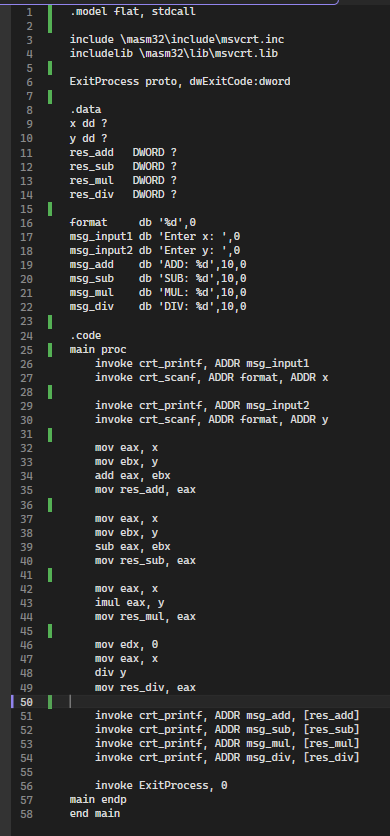 1 .model flat, stdcall
2
3 include \masm32\include\msvcrt.inc
4 includelib \masm32\lib\msvcrt.lib
5
6 ExitProcess proto, dwExitCode:dword
7
8 .data
9 x dd ?
10 y dd ?
11 res_add   DWORD ?
12 res_sub   DWORD ?
13 res_mul   DWORD ?
14 res_div   DWORD ?
15
16 format     db '%d',0
17 msg_input1 db 'Enter x: ',0
18 msg_input2 db 'Enter y: ',0
19 msg_add    db 'ADD: %d',10,0
20 msg_sub    db 'SUB: %d',10,0
21 msg_mul    db 'MUL: %d',10,0
22 msg_div    db 'DIV: %d',10,0
23
24 .code
25 main proc
26     invoke crt_printf, ADDR msg_input1
27     invoke crt_scanf, ADDR format, ADDR x
28
29     invoke crt_printf, ADDR msg_input2
30     invoke crt_scanf, ADDR format, ADDR y
31
32     mov eax, x
33     mov ebx, y
34     add eax, ebx
35     mov res_add, eax
36
37     mov eax, x
38     mov ebx, y
39     sub eax, ebx
40     mov res_sub, eax
41
42     mov eax, x
43     imul eax, y
44     mov res_mul, eax
45
46     mov edx, 0
47     mov eax, x
48     div y
49     mov res_div, eax
50
51     invoke crt_printf, ADDR msg_add, [res_add]
52     invoke crt_printf, ADDR msg_sub, [res_sub]
53     invoke crt_printf, ADDR msg_mul, [res_mul]
54     invoke crt_printf, ADDR msg_div, [res_div]
55
56     invoke ExitProcess, 0
57 main endp
58 end main